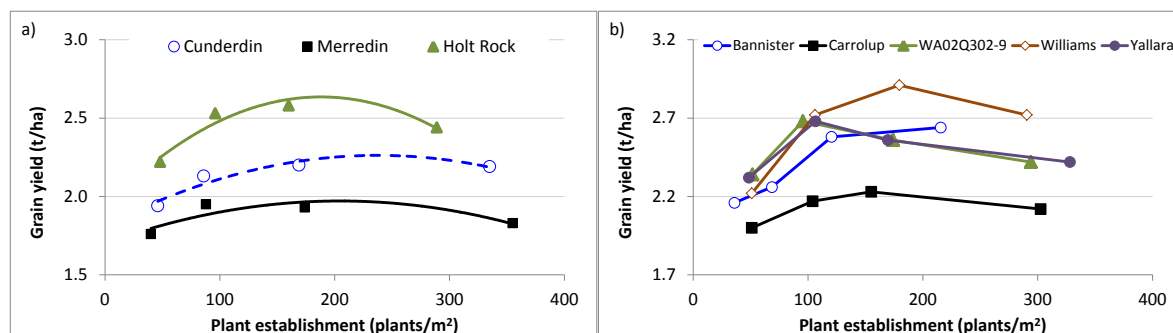 a)
Cunderdin Merredin Holt Rock
Grain yield (t/ha)
3.0
2.5
2.0
1.5
0 100 200 300 400
Plant establishment (plants/m²)
b)
Bannister Carrolup WA02Q302-9 Williams Yallara
Grain yield (t/ha)
3.2
2.7
2.2
1.7
0 100 200 300 400
Plant establishment (plants/m²)